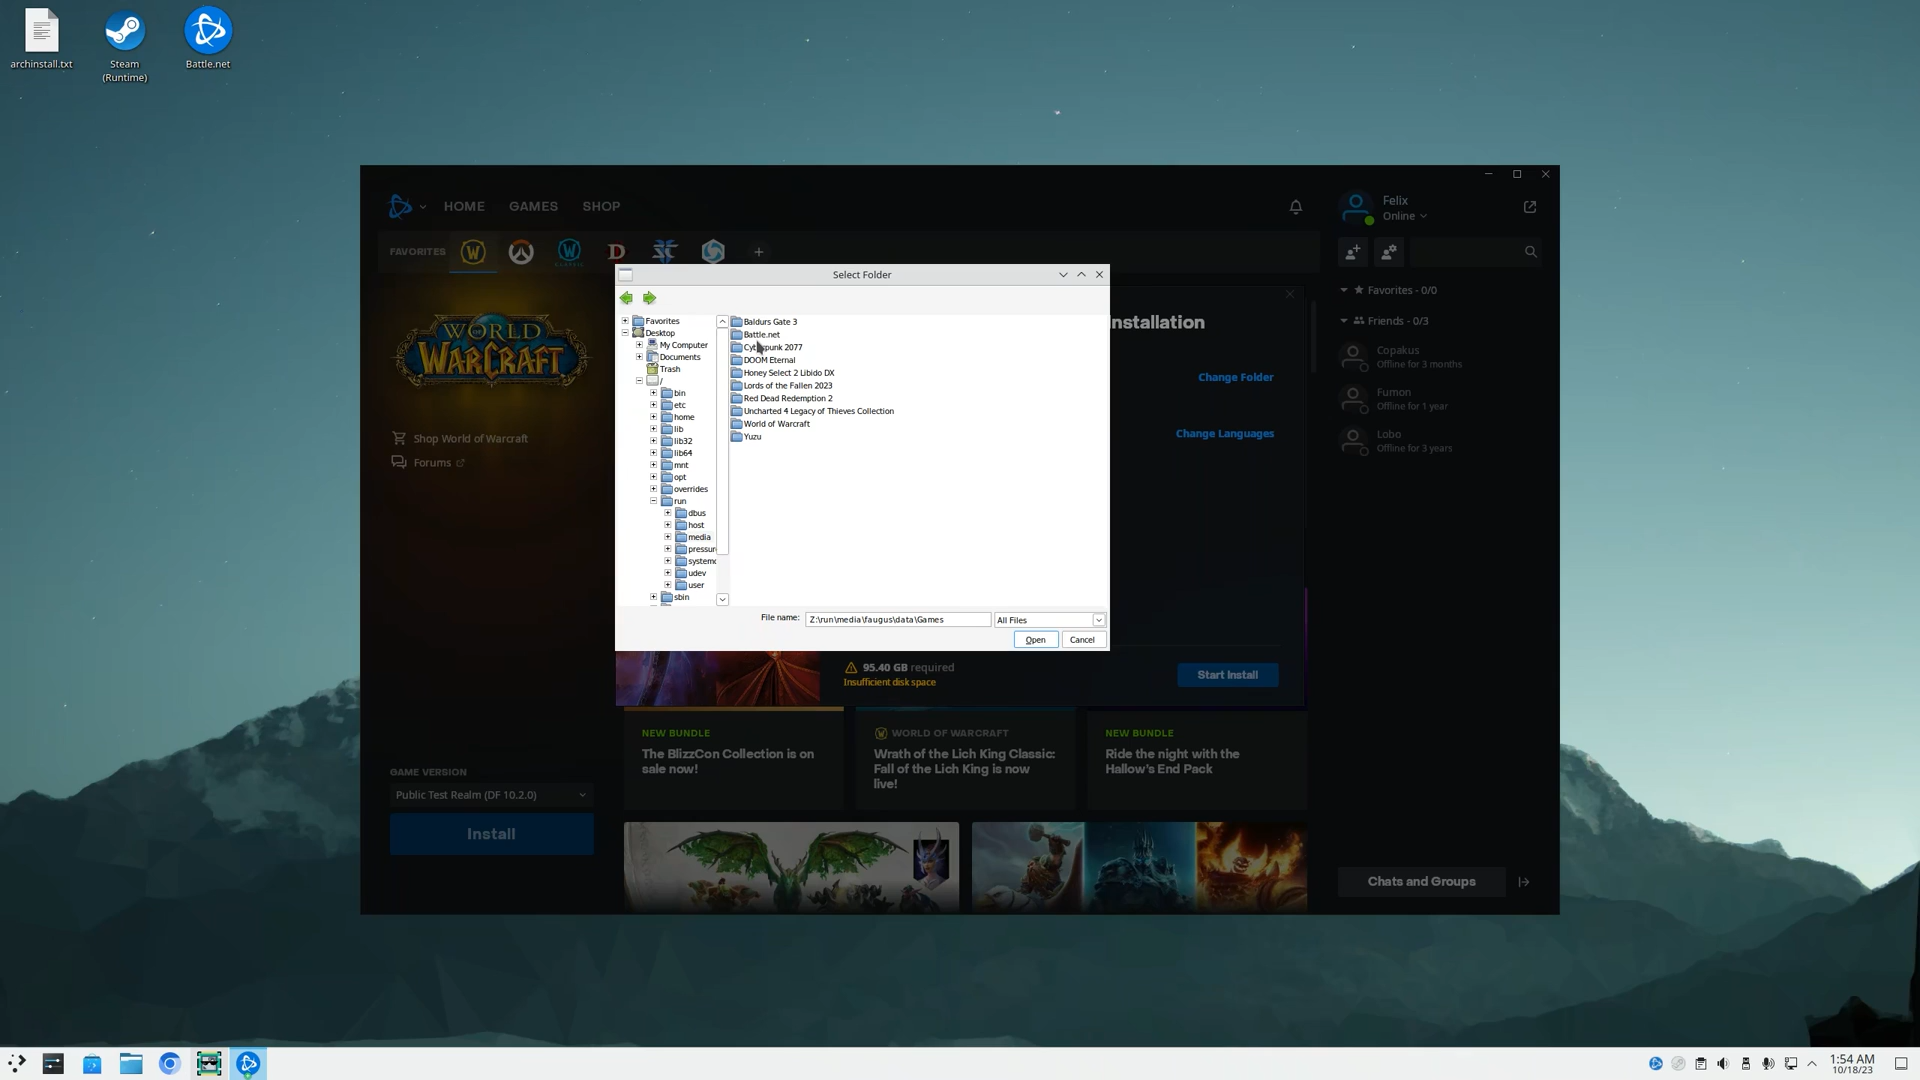 archinstall.txt
Steam
(Runtime)
Battle.net
HOME
GAMES
SHOP
Felix
Online
FAVORITES
Select Folder
Favorites
Desktop
My Computer
Documents
Trash
/
bin
etc
home
lib
lib32
lib64
mnt
opt
overrides
run
dbus
host
media
udev
user
sbin
Baldurs Gate 3
Battle.net
2077
DOOM Eternal
Honey Select 2 Libido DX
Lords of the Fallen 2023
Red Dead Redemption 2
Uncharted 4 Legacy of Thieves Collection
World of Warcraft
Yuzu
File name:
Z:\run\media\faugus\data\Games
All Files
Open
Cancel
WORLD OF
WARCRAFT
Shop World of Warcraft
Forums
nstallation
Change Folder
Change Languages
95.40 GB required
Insufficient disk space
Start Install
Favorites - 0/0
Friends - 0/3
Copakus
Offline for 3 months
Fumon
Offline for 1 year
Lobo
Offline for 3 years
NEW BUNDLE
The BlizzCon Collection is on
sale now!
WORLD OF WARCRAFT
Wrath of the Lich King Classic:
Fall of the Lich King is now
live!
NEW BUNDLE
Ride the night with the
Hallow's End Pack
GAME VERSION
Public Test Realm (DF 10.2.0)
Install
Chats and Groups
1:54 AM
10/18/23